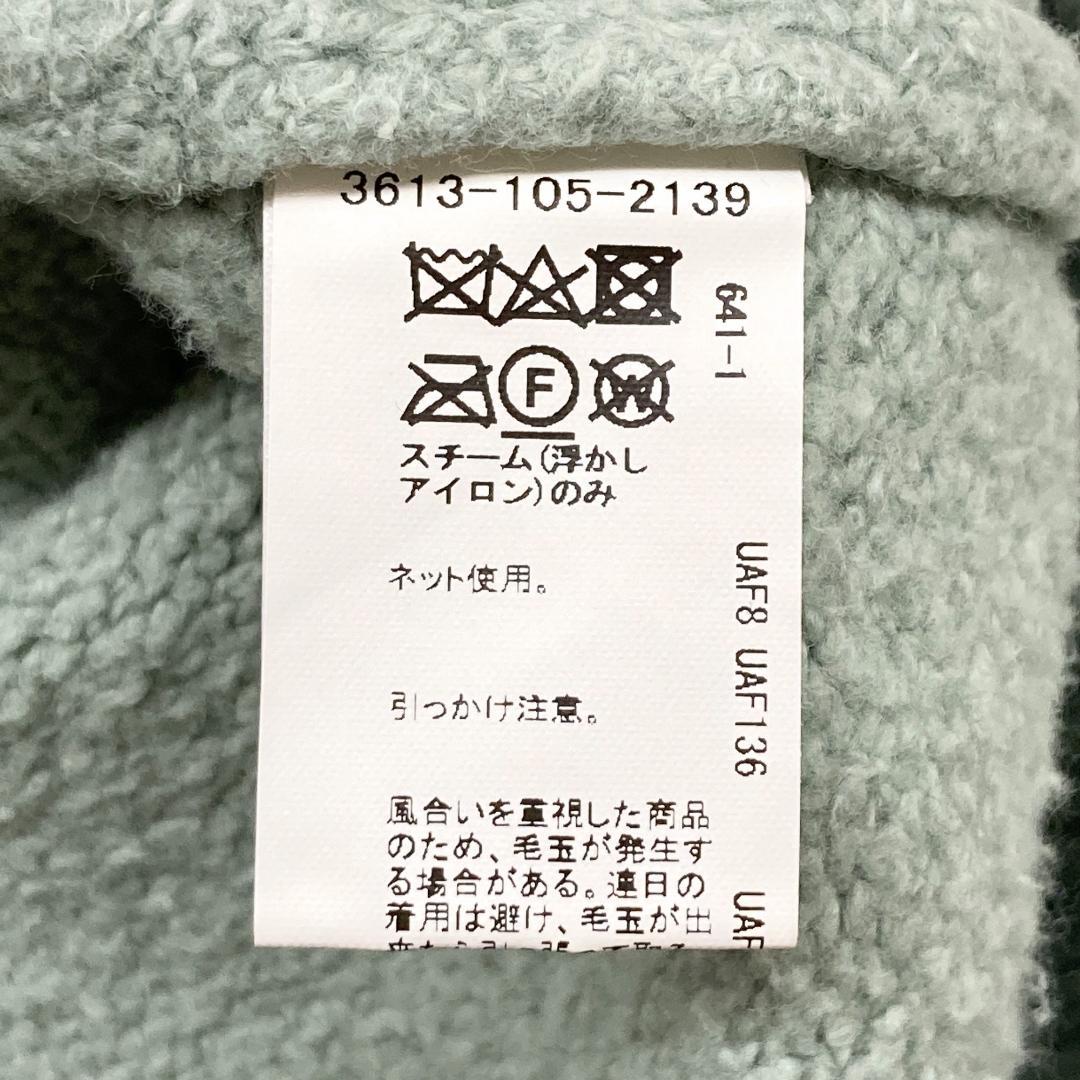 3613-105-2139
641-1
F
W
スチーム(浮かし
アイロン)のみ
ネット使用。
引っかけ注意。
UAF8 UAF136
風合いを重視した商品
のため、毛玉が発生す
る場合がある。連日の
着用は避け、毛玉が出
UAF